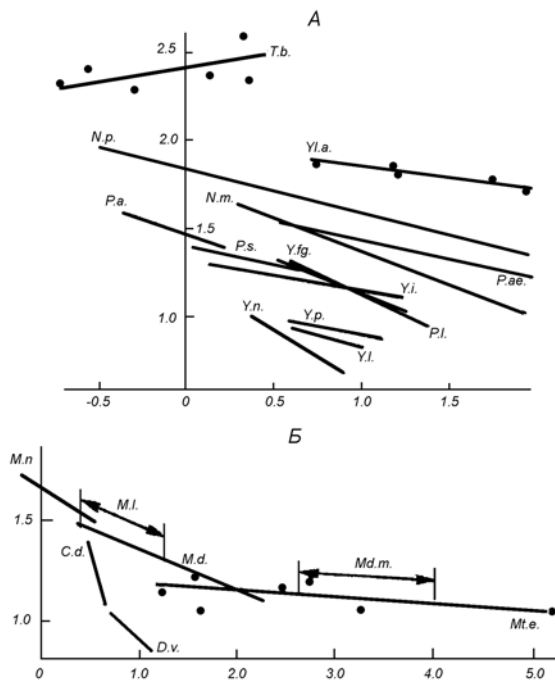 А
2.5
T.b.
2.0
N.p.
Yl.a.
N.m.
P.a.
1.5
P.s.
Y.fg.
P.ae.
Y.i.
Y.n.
Y.p.
1.0
P.l.
Y.l.
-0.5
0
0.5
1.0
1.5
Б
M.n
M.l.
1.5
C.d.
M.d.
Md.m.
1.0
Mt.e.
D.v.
0
1.0
2.0
3.0
4.0
5.0